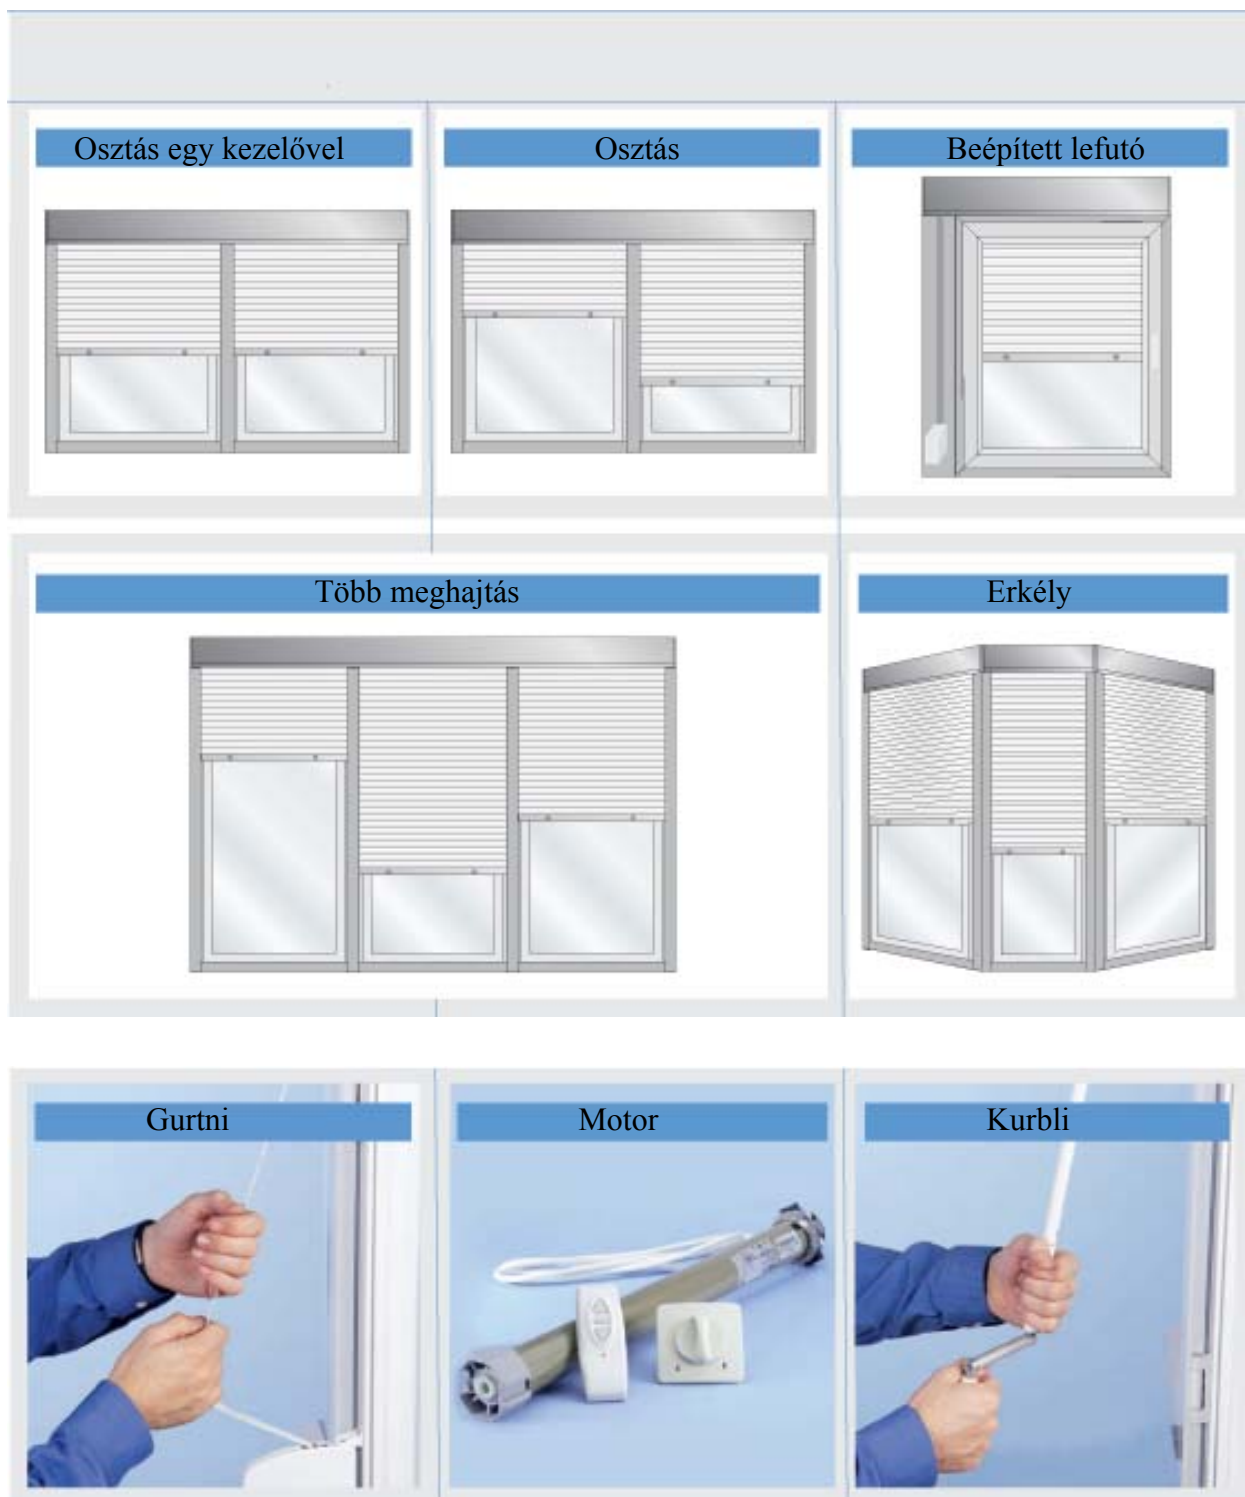 Osztás egy kezelővel
Osztás
Beépített lefutó
Több meghajtás
Erkély
Gurtni
Motor
Kurbli